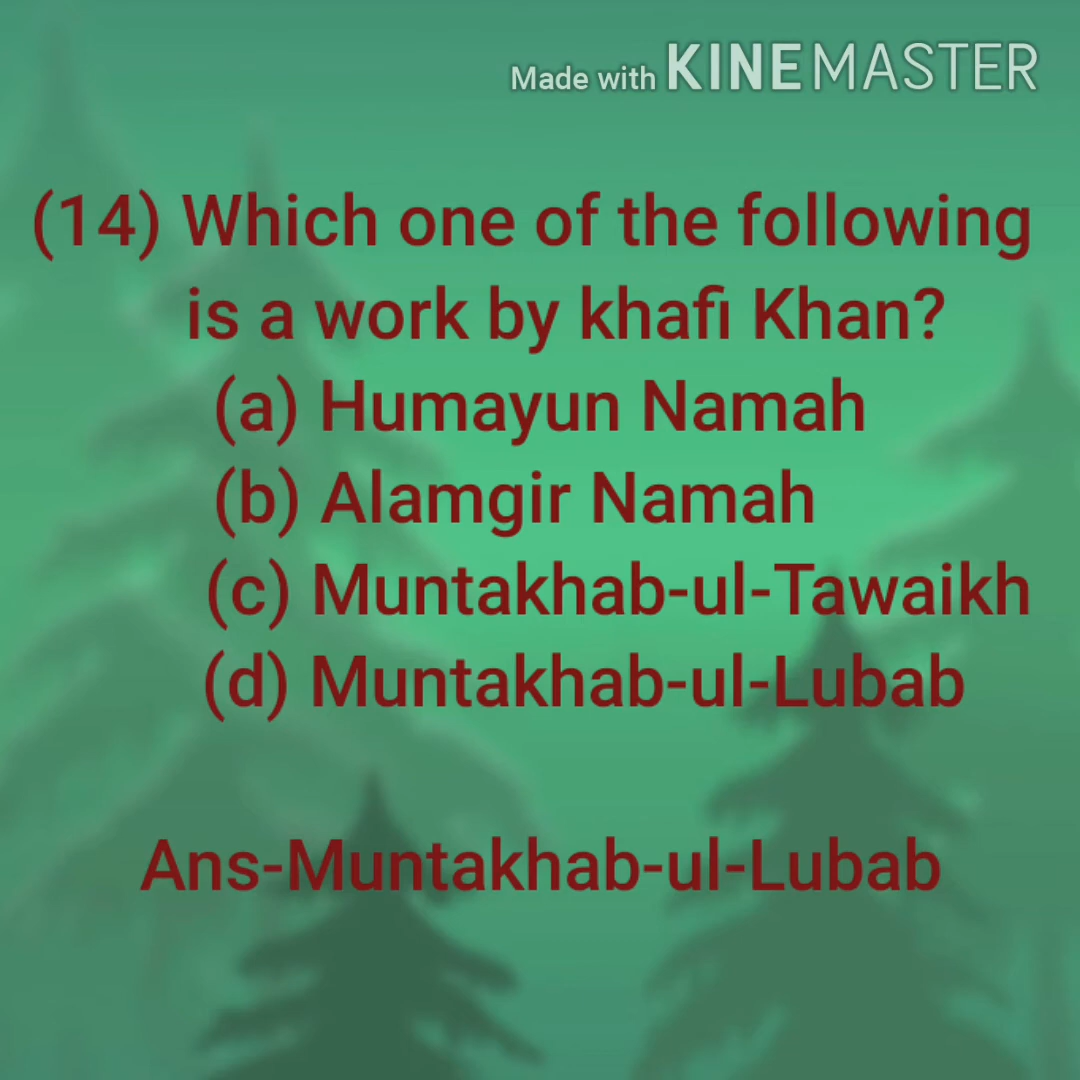 Made with KINEMASTER
(14) Which one of the following
is a work by khafi Khan?
(a) Humayun Namah
(b) Alamgir Namah
(c) Muntakhab-ul-Tawaikh
(d) Muntakhab-ul-Lubab
Ans-Muntakhab-ul-Lubab